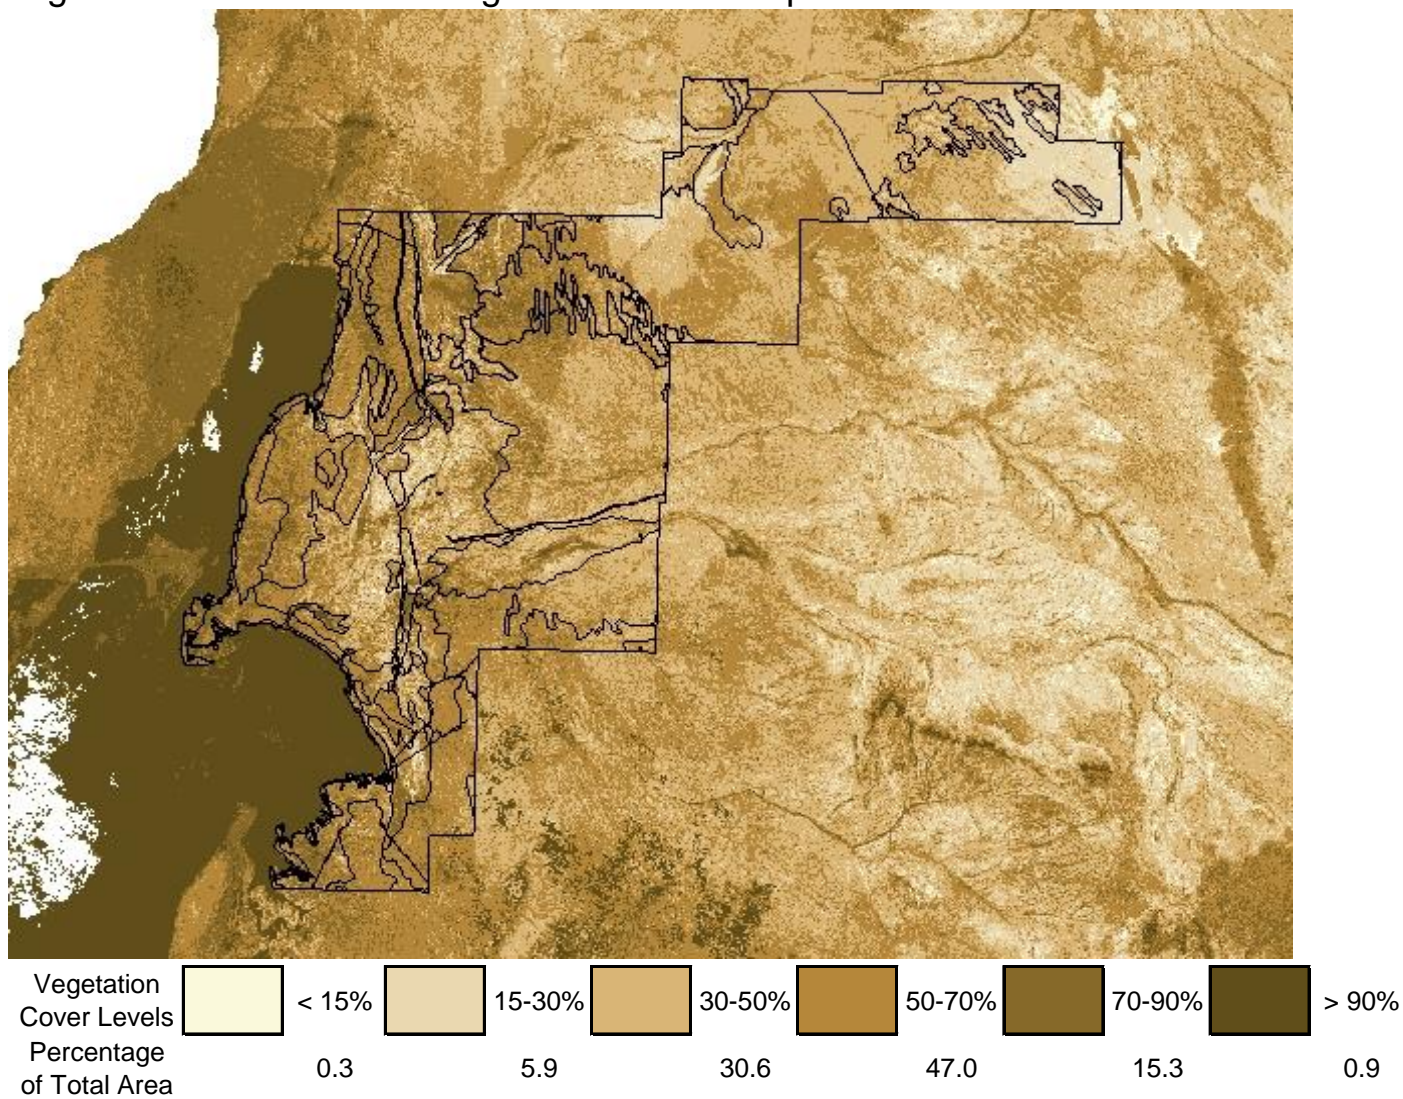 Vegetation
Cover Levels
< 15% 15-30% 30-50% 50-70% 70-90% > 90%
Percentage
of Total Area
0.3 5.9 30.6 47.0 15.3 0.9